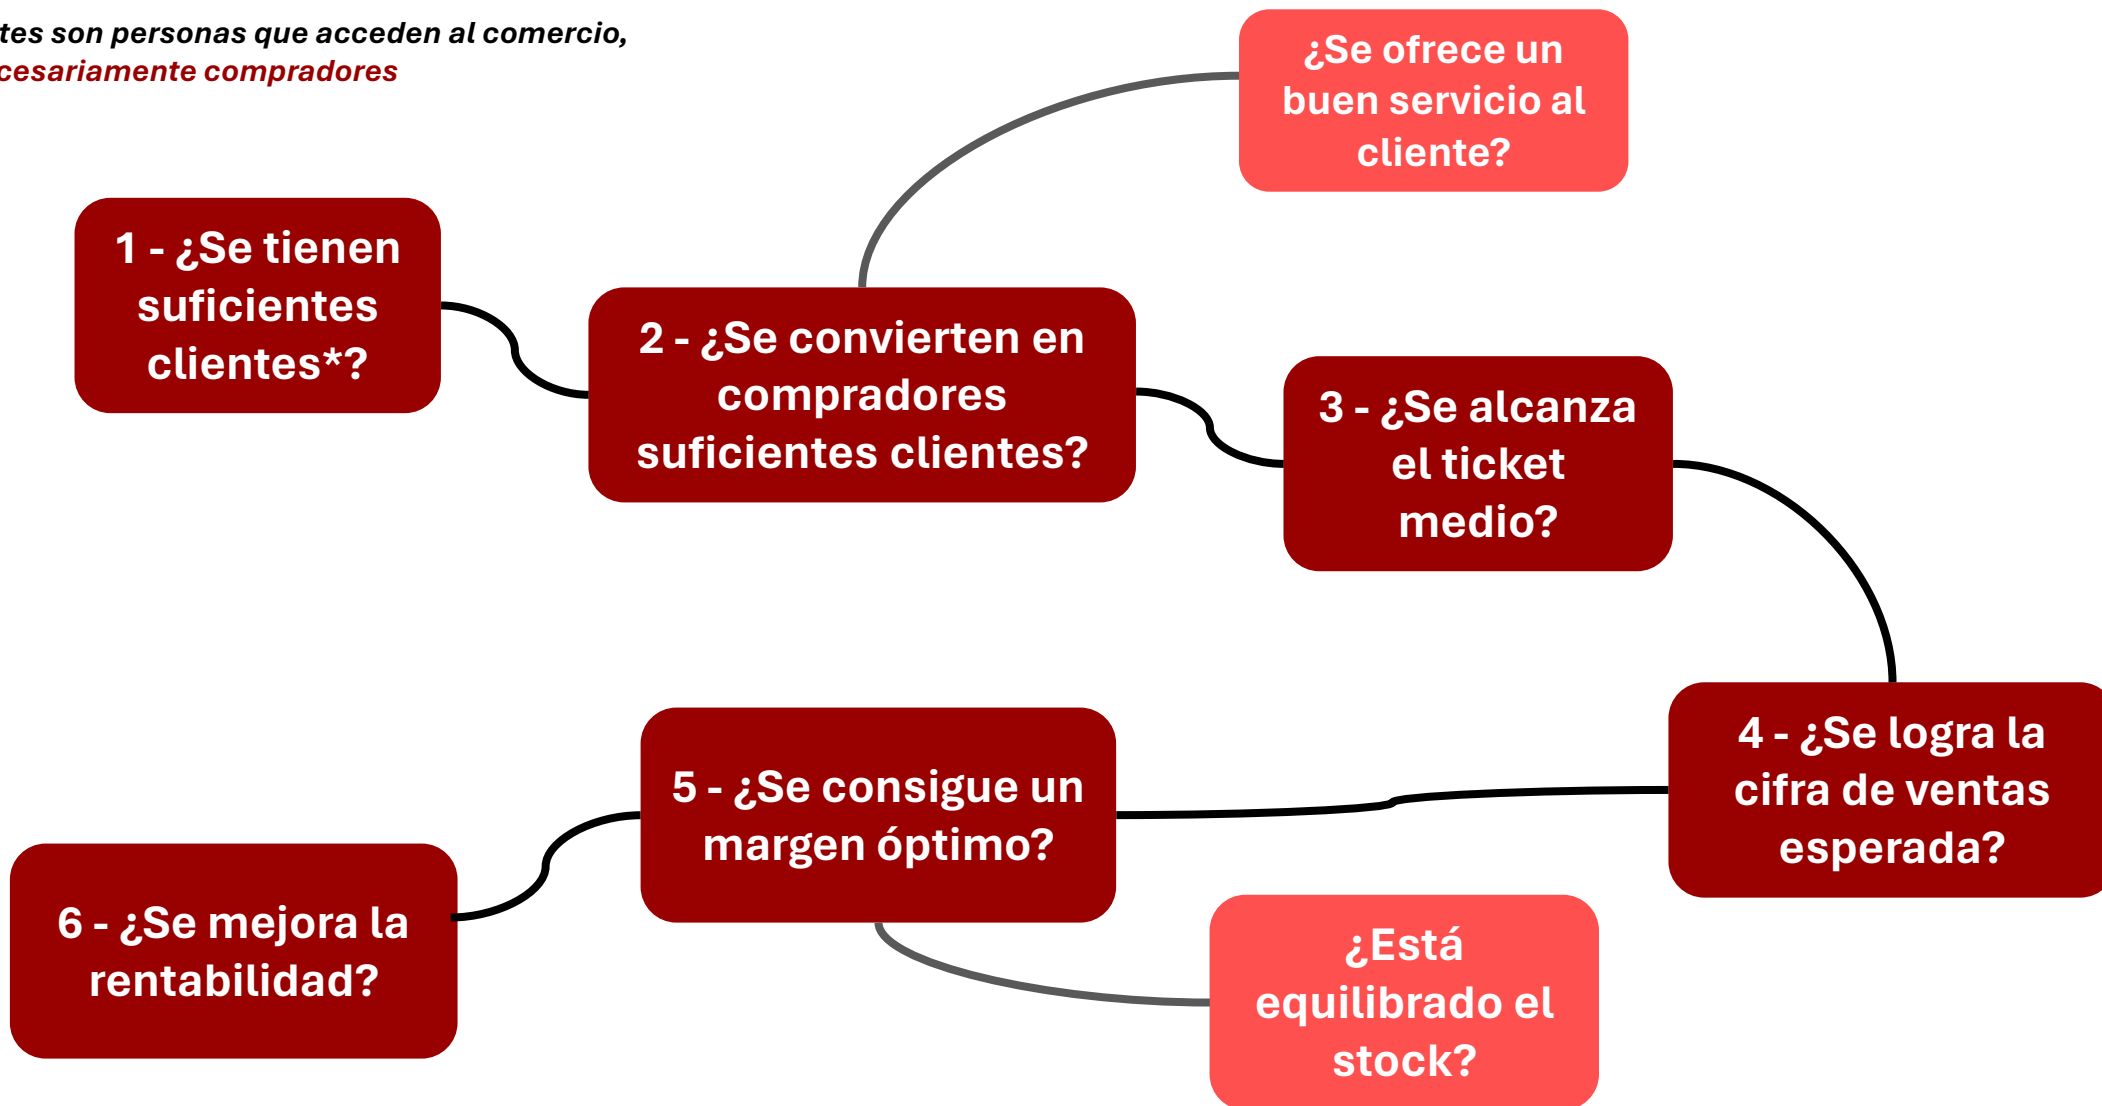 son personas que acceden al comercio,
compradores
¿Se ofrece un
buen servicio al
cliente?
1 - ¿Se tienen
suficientes
clientes*?
2 - ¿Se convierten en
compradores
suficientes clientes?
3 - ¿Se alcanza
el ticket
medio?
4 - ¿Se logra la
cifra de ventas
esperada?
5 - ¿Se consigue un
margen óptimo?
6 - ¿Se mejora la
rentabilidad?
¿Está
equilibrado el
stock?